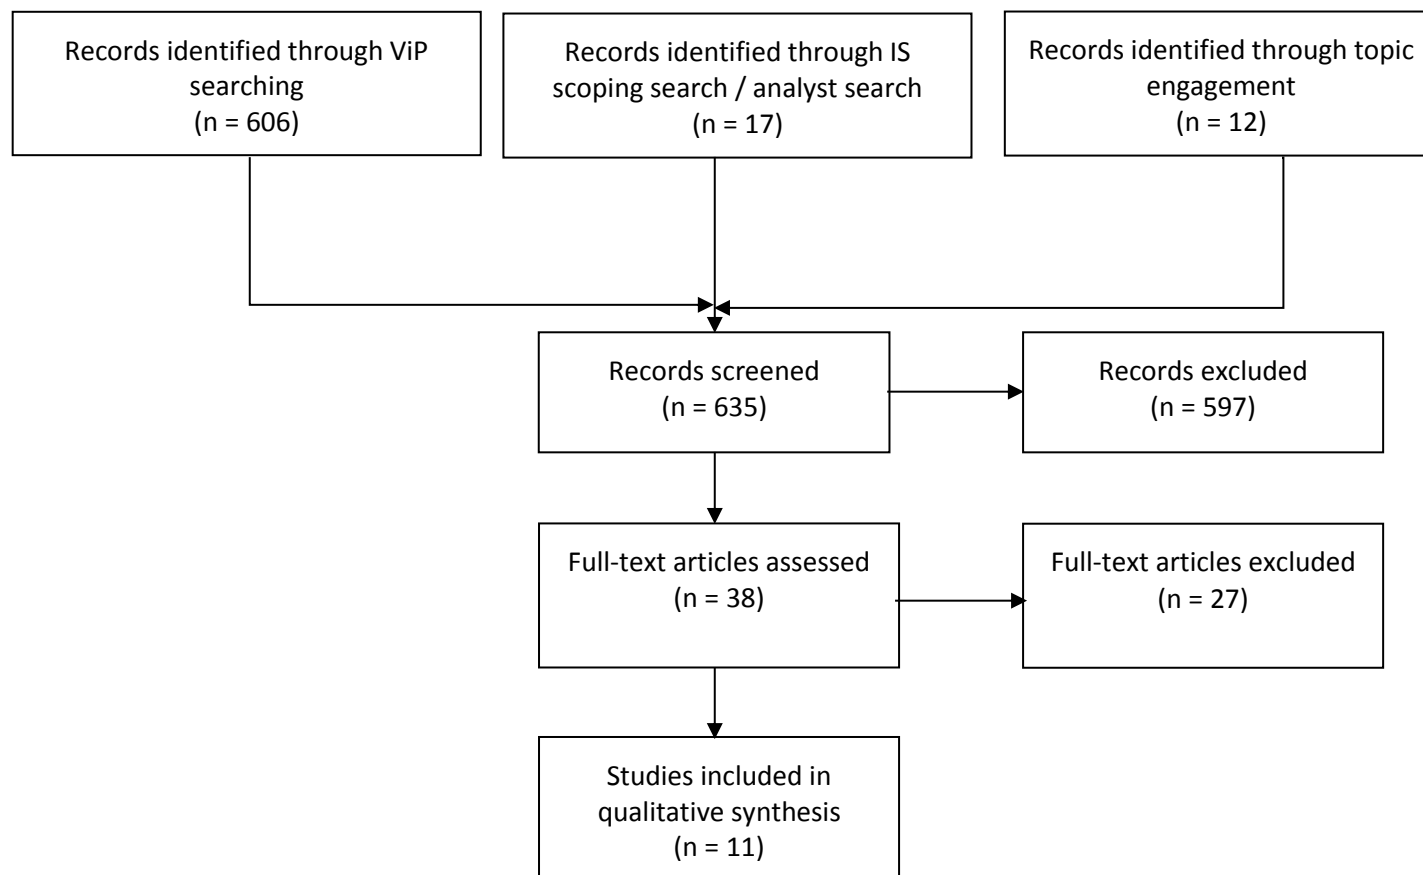 Records identified through ViP
searching
(n = 606)
Records identified through IS
scoping search / analyst search
(n = 17)
Records identified through topic
engagement
(n = 12)
Records screened
(n = 635)
Records excluded
(n = 597)
Full-text articles assessed
(n = 38)
Full-text articles excluded
(n = 27)
Studies included in
qualitative synthesis
(n = 11)